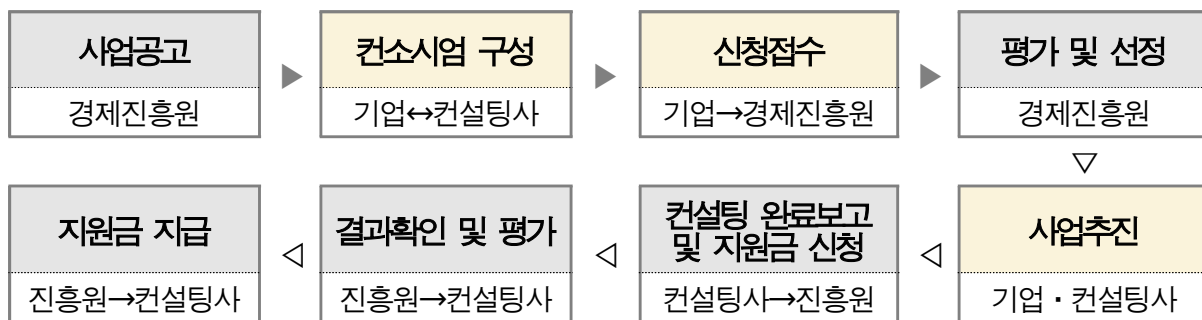 사업공고
경제진흥원
▶
컨소시엄 구성
기업↔컨설팅사
▶
신청접수
기업→경제진흥원
▶
평가 및 선정
경제진흥원
▽
사업추진
기업・컨설팅사
◁
컨설팅 완료보고
및 지원금 신청
컨설팅사→진흥원
◁
결과확인 및 평가
진흥원→컨설팅사
◁
지원금 지급
진흥원→컨설팅사